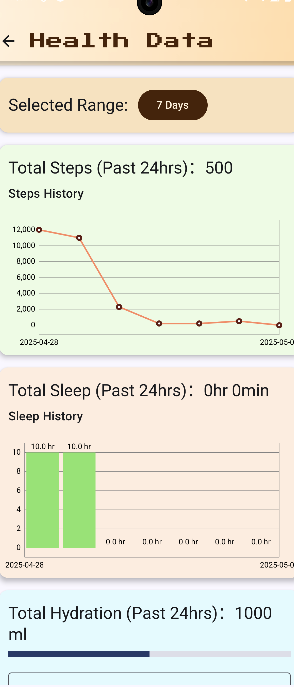 ← Health Data
Selected Range: 7 Days
Total Steps (Past 24hrs): 500
Steps History
12,000
10,000
8,000
6,000
4,000
2,000
0
2025-04-28
2025-05-0
Total Sleep (Past 24hrs): 0hr 0min
Sleep History
10.0 hr 10.0 hr
10
8
6
4
2
0.0 hr 0.0 hr 0.0 hr 0.0 hr 0.0 hr
0
2025-04-28
2025-05-0
Total Hydration (Past 24hrs): 1000
ml